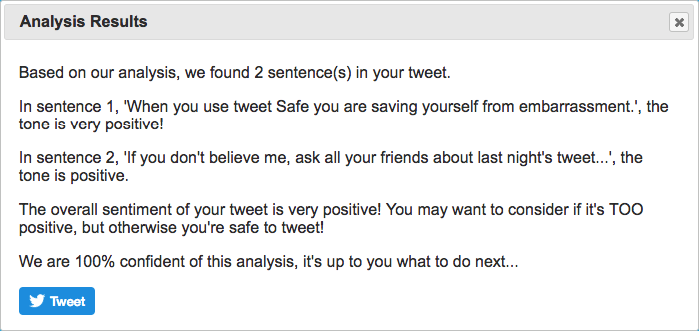 Analysis Results
Based on our analysis, we found 2 sentence(s) in your tweet.
In sentence 1, 'When you use tweet Safe you are saving yourself from embarrassment.', the
tone is very positive!
In sentence 2, 'If you don't believe me, ask all your friends about last night's tweet...', the
tone is positive.
The overall sentiment of your tweet is very positive! You may want to consider if it's TOO
positive, but otherwise you're safe to tweet!
We are 100% confident of this analysis, it's up to you what to do next...
Tweet